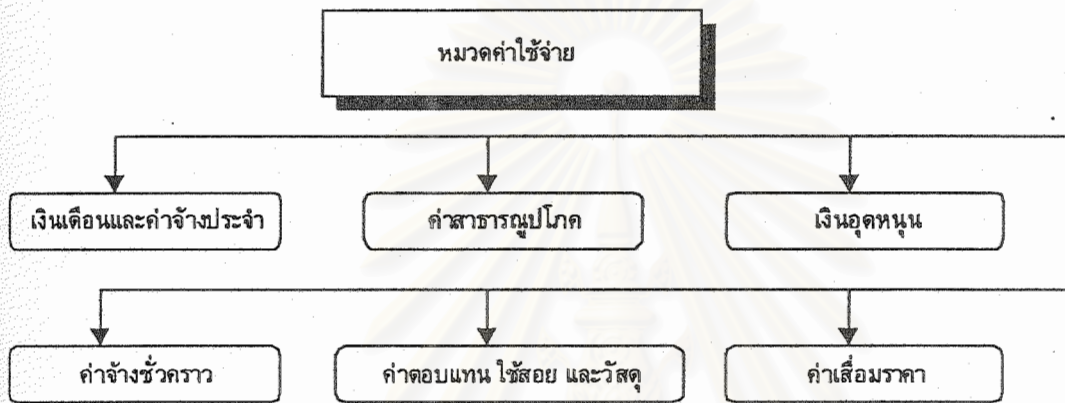 หมวดค่าใช้จ่าย
เงินเดือนและค่าจ้างประจำ
ค่าสาธารณูปโภค
เงินอุดหนุน
ค่าจ้างชั่วคราว
ค่าตอบแทน ใช้สอย และวัสดุ
ค่าเสื่อมราคา